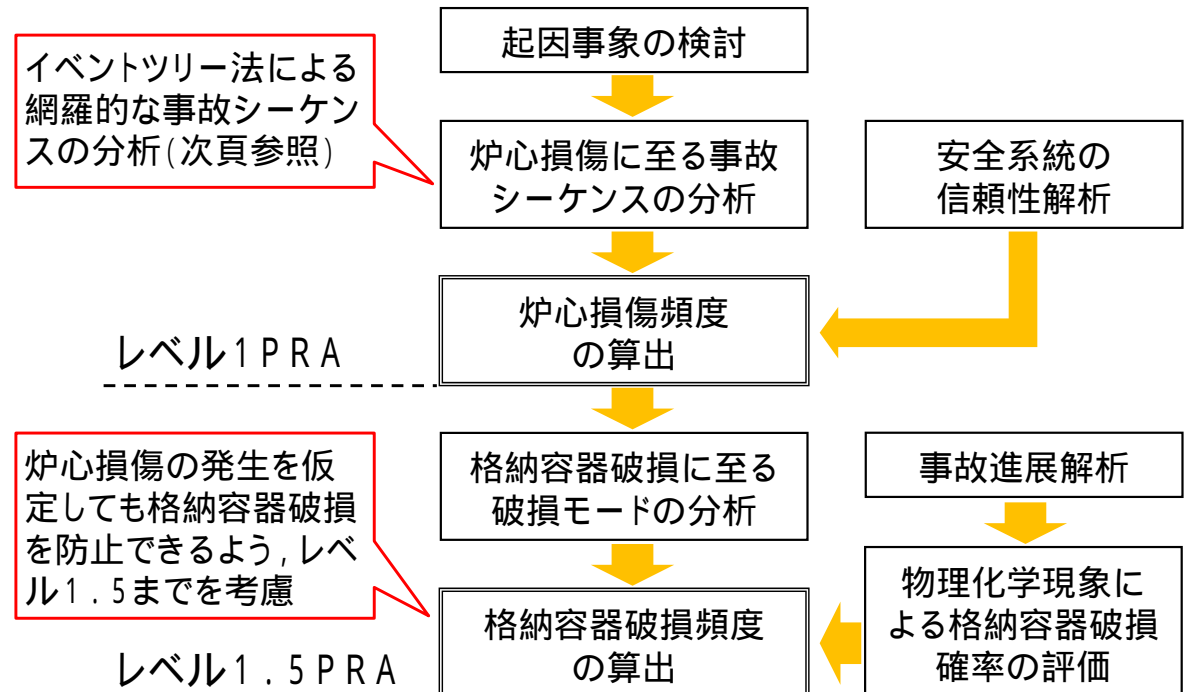 起因事象の検討
イベントツリー法による
網羅的な事故シーケン
スの分析(次頁参照)
炉心損傷に至る事故
シーケンスの分析
安全系統の
信頼性解析
炉心損傷頻度
の算出
レベル1PRA
炉心損傷の発生を仮
定しても格納容器破損
を防止できるよう,レベ
ル1.5までを考慮
格納容器破損に至る
破損モードの分析
事故進展解析
物理化学現象に
よる格納容器破損
確率の評価
格納容器破損頻度
の算出
レベル1.5PRA